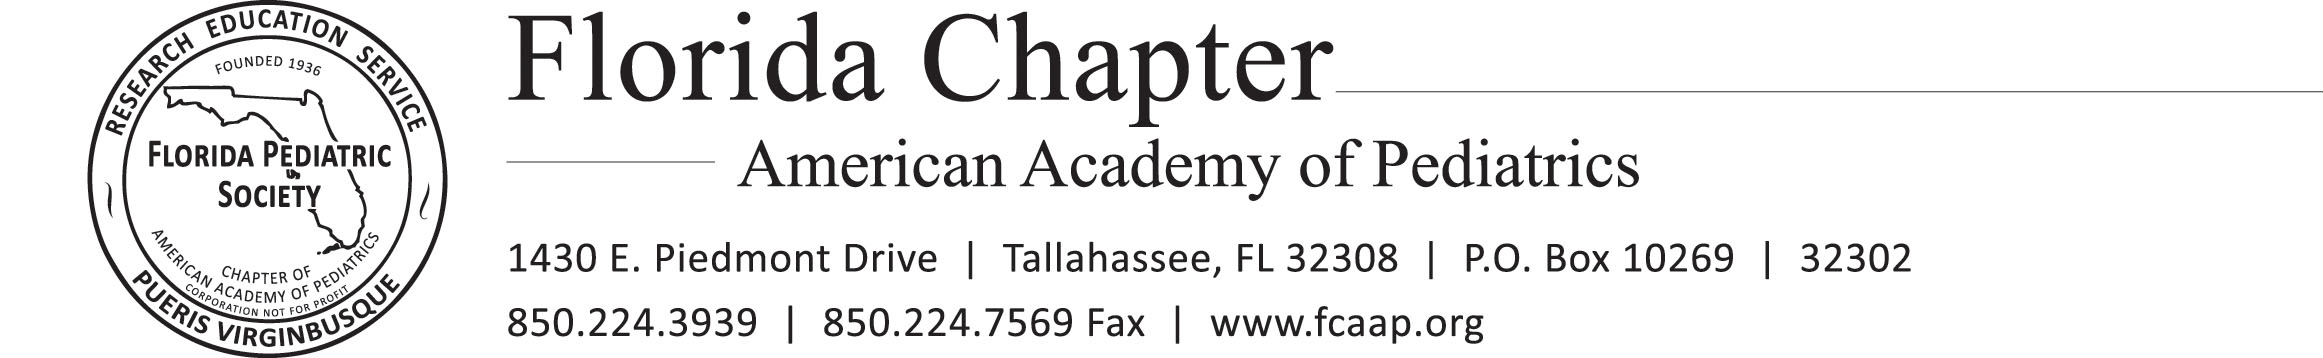 RESEARCH EDUCATION SERVICE
FOUNDED 1936
FLORIDA PEDIATRIC
SOCIETY
CHAPTER OF
AMERICAN ACADEMY OF PEDIATRICS
CORPORATION NOT FOR PROFIT
PUERIS VIRGINBUSQUE
Florida Chapter
American Academy of Pediatrics
1430 E. Piedmont Drive | Tallahassee, FL 32308 | P.O. Box 10269 | 32302
850.224.3939 | 850.224.7569 Fax | www.fcaap.org